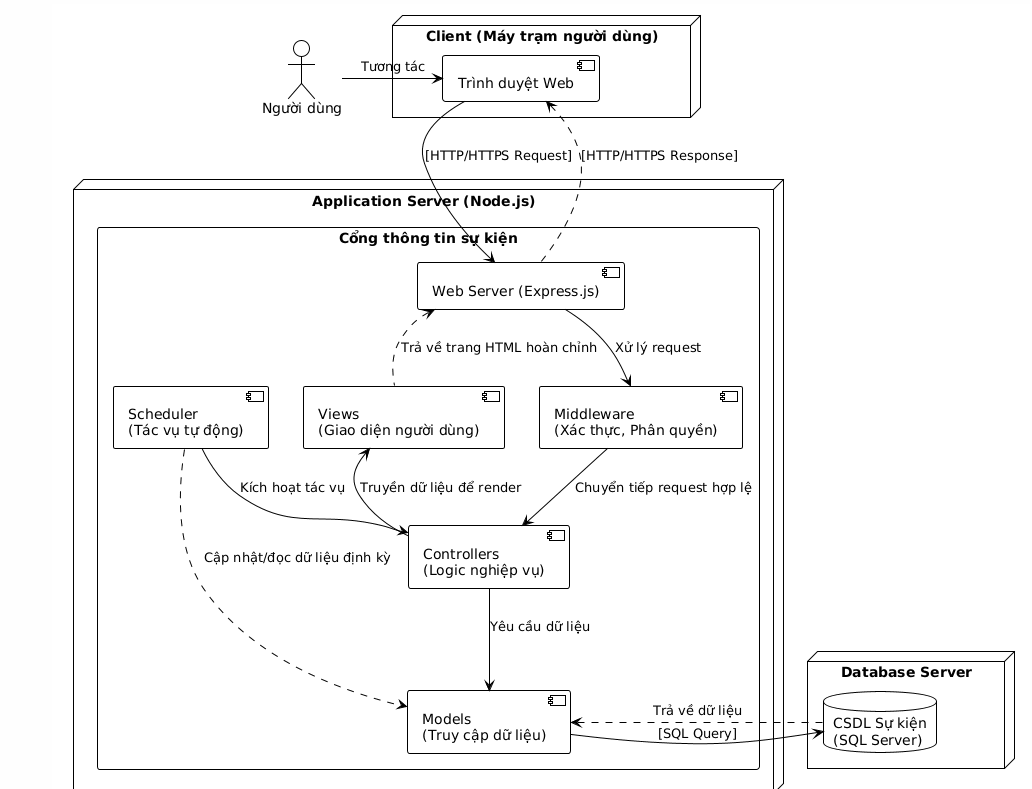 Client (Máy trạm người dùng)
Tương tác
Trình duyệt Web
Người dùng
[HTTP/HTTPS Request]
[HTTP/HTTPS Response]
Application Server (Node.js)
Cổng thông tin sự kiện
Web Server (Express.js)
Trả về trang HTML hoàn chỉnh
Xử lý request
Scheduler
(Tác vụ tự động)
Views
(Giao diện người dùng)
Middleware
(Xác thực, Phân quyền)
Kích hoạt tác vụ
Truyền dữ liệu để render
Chuyển tiếp request hợp lệ
Cập nhật/đọc dữ liệu định kỳ
Controllers
(Logic nghiệp vụ)
Yêu cầu dữ liệu
Database Server
Models
(Truy cập dữ liệu)
Trả về dữ liệu
[SQL Query]
CSDL Sự kiện
(SQL Server)